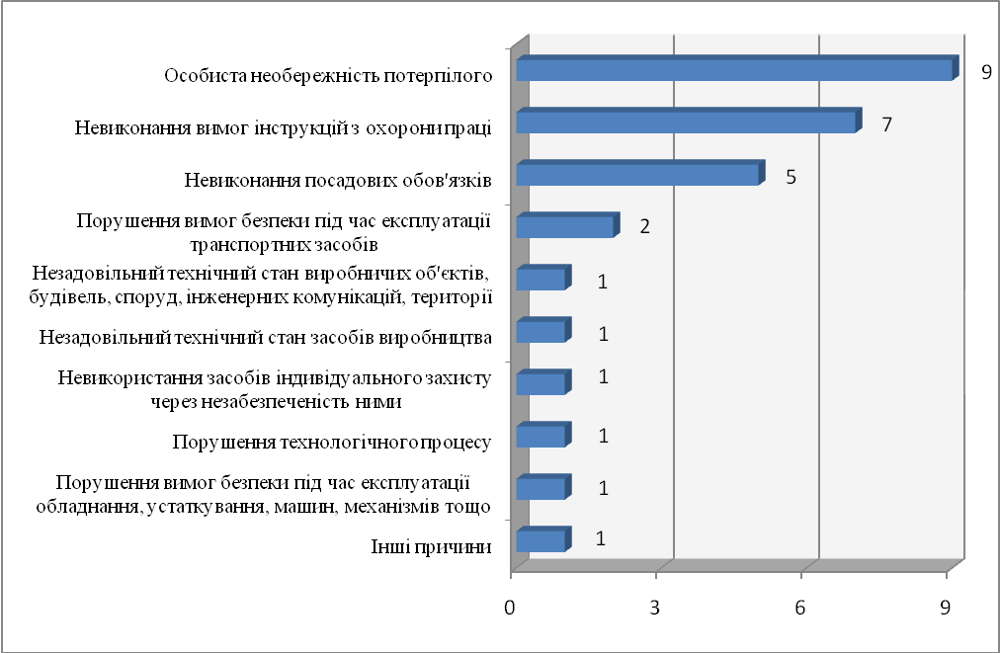 Особиста необережність потерпілого
9
Невиконання вимог інструкцій з охорони праці
7
Невиконання посадових обов'язків
5
Порушення вимог безпеки під час експлуатації
транспортних засобів
2
Незадовільний технічний стан виробничих об'єктів,
будівель, споруд, інженерних комунікацій, території
1
Незадовільний технічний стан засобів виробництва
1
Невикористання засобів індивідуального захисту
через незабезпеченість ними
1
Порушення технологічного процесу
1
Порушення вимог безпеки під час експлуатації
обладнання, устаткування, машин, механізмів тощо
1
Інші причини
1
0 3 6 9